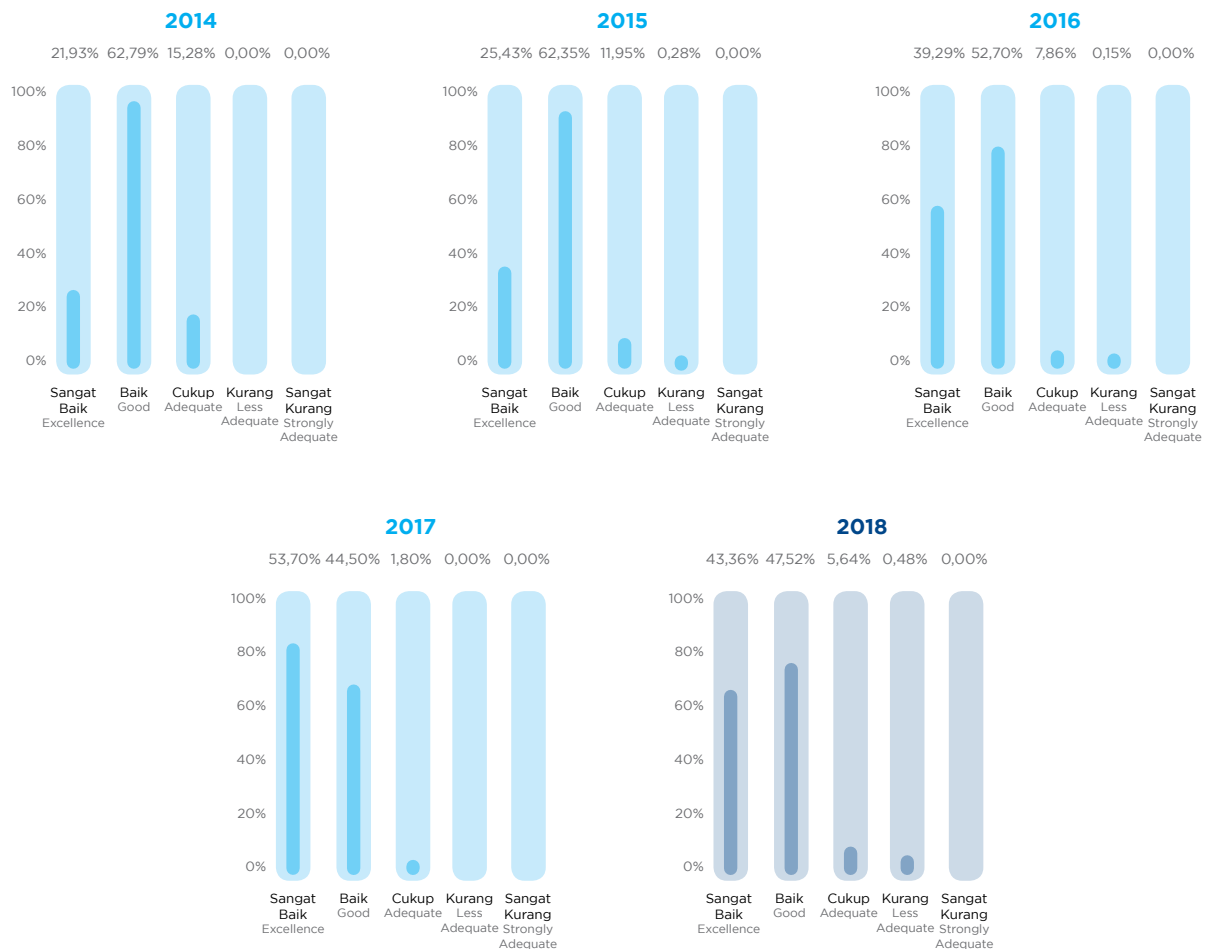 2014
21,93% 62,79% 15,28% 0,00% 0,00%
100%
80%
60%
40%
20%
0%
Sangat Baik Excellence
Baik Good
Cukup Adequate
Kurang Less Adequate
Sangat Kurang Strongly Adequate
2015
25,43% 62,35% 11,95% 0,28% 0,00%
100%
80%
60%
40%
20%
0%
Sangat Baik Excellence
Baik Good
Cukup Adequate
Kurang Less Adequate
Sangat Kurang Strongly Adequate
2016
39,29% 52,70% 7,86% 0,15% 0,00%
100%
80%
60%
40%
20%
0%
Sangat Baik Excellence
Baik Good
Cukup Adequate
Kurang Less Adequate
Sangat Kurang Strongly Adequate
2017
53,70% 44,50% 1,80% 0,00% 0,00%
100%
80%
60%
40%
20%
0%
Sangat Baik Excellence
Baik Good
Cukup Adequate
Kurang Less Adequate
Sangat Kurang Strongly Adequate
2018
43,36% 47,52% 5,64% 0,48% 0,00%
100%
80%
60%
40%
20%
0%
Sangat Baik Excellence
Baik Good
Cukup Adequate
Kurang Less Adequate
Sangat Kurang Strongly Adequate